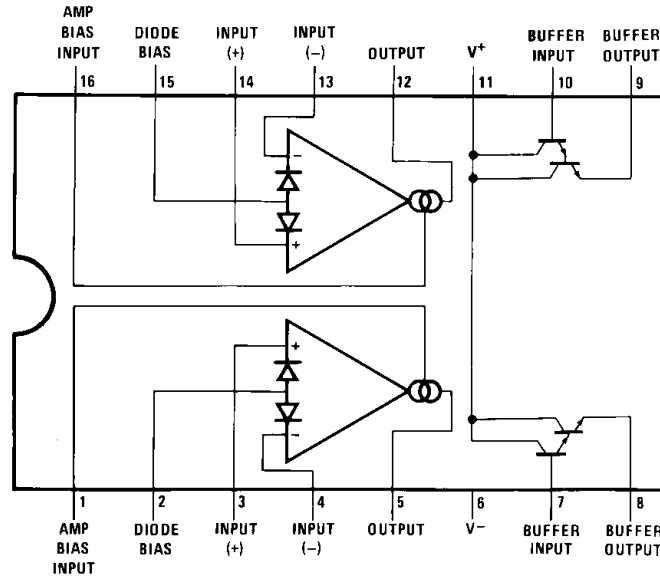 AMP
BIAS
INPUT
DIODE
BIAS
INPUT
(+)
INPUT
(−)
OUTPUT
V+
BUFFER
INPUT
BUFFER
OUTPUT
16 15 14 13 12 11 10 9
−
+
+
−
1 2 3 4 5 6 7 8
AMP
BIAS
INPUT
DIODE
BIAS
INPUT
(+)
INPUT
(−)
OUTPUT
V−
BUFFER
INPUT
BUFFER
OUTPUT